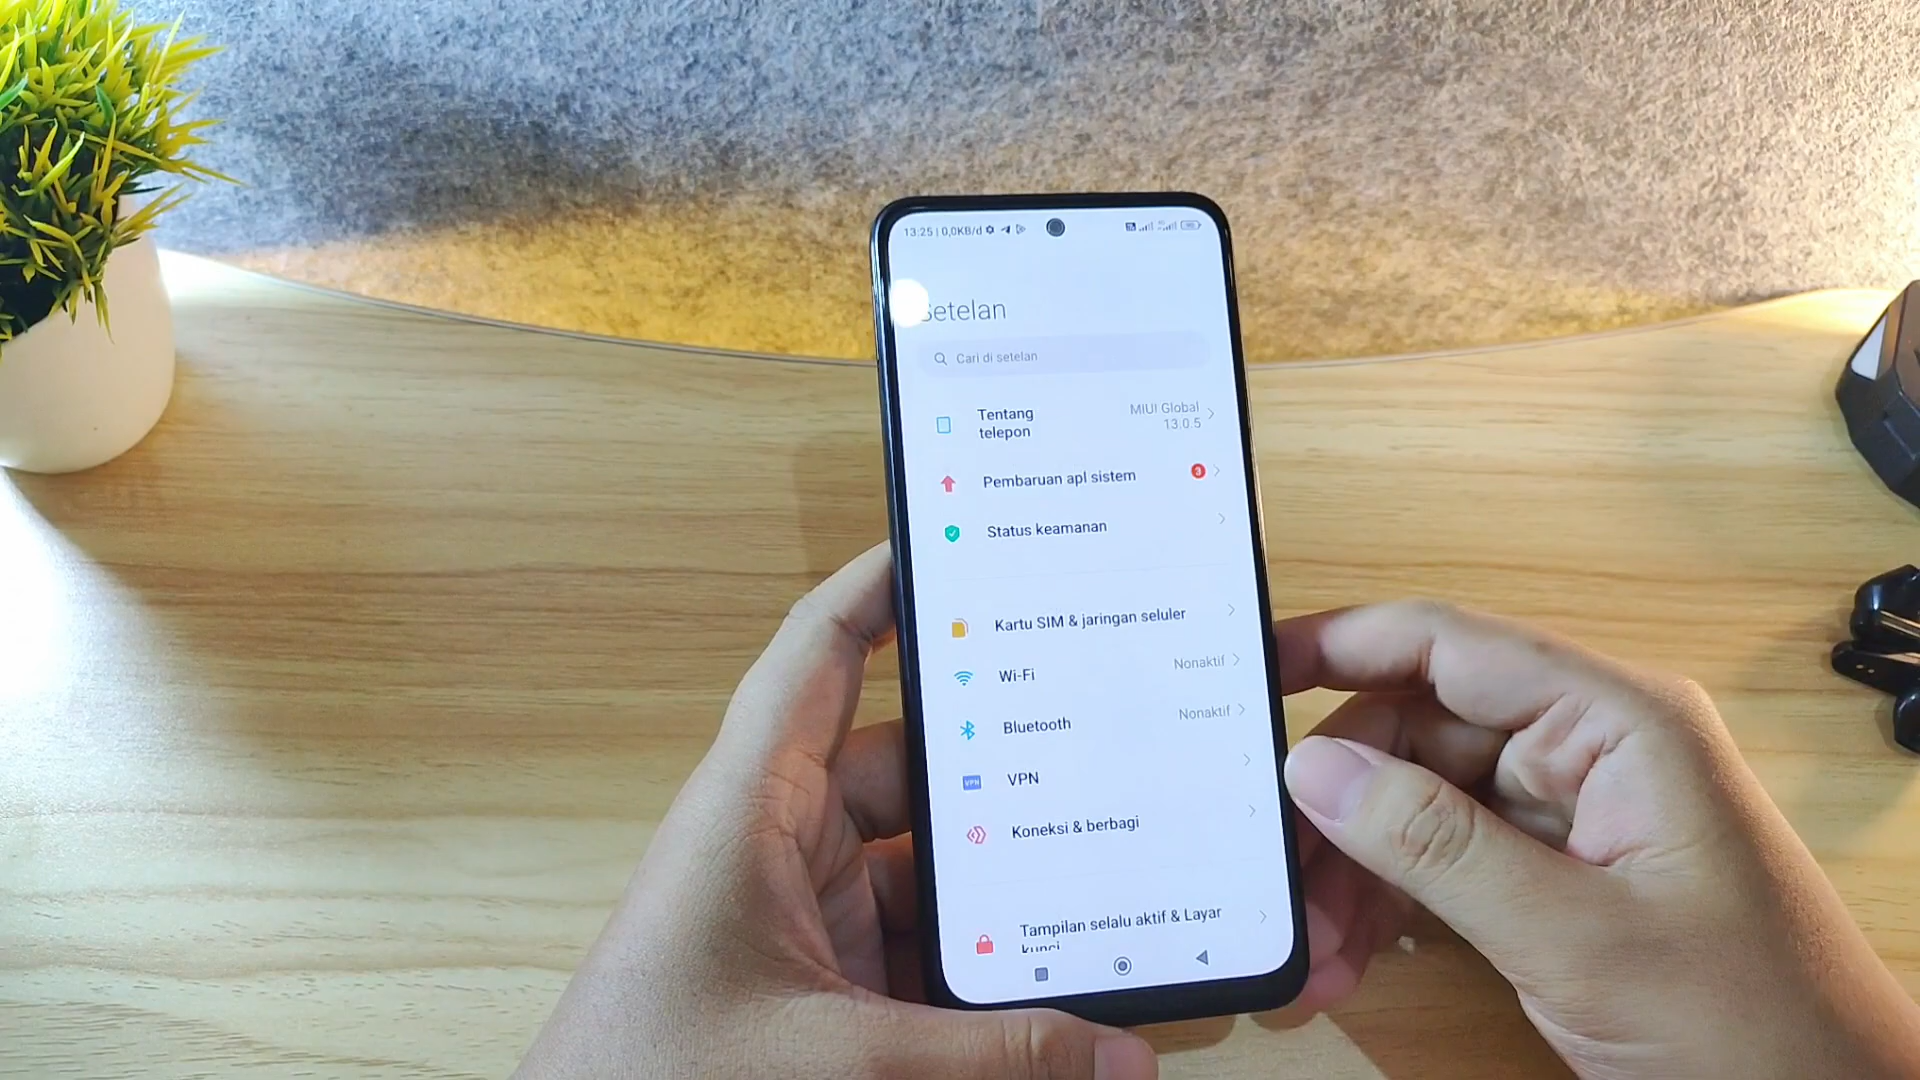 13:25 | 0,0KB/d
Setelan
Cari di setelan
Tentang
telepon
MIUI Global
13.0.5
Pembaruan apl sistem
3
Status keamanan
Kartu SIM & jaringan seluler
Wi-Fi
Nonaktif
Bluetooth
Nonaktif
VPN
VPN
Koneksi & berbagi
Tampilan selalu aktif & Layar
kunci